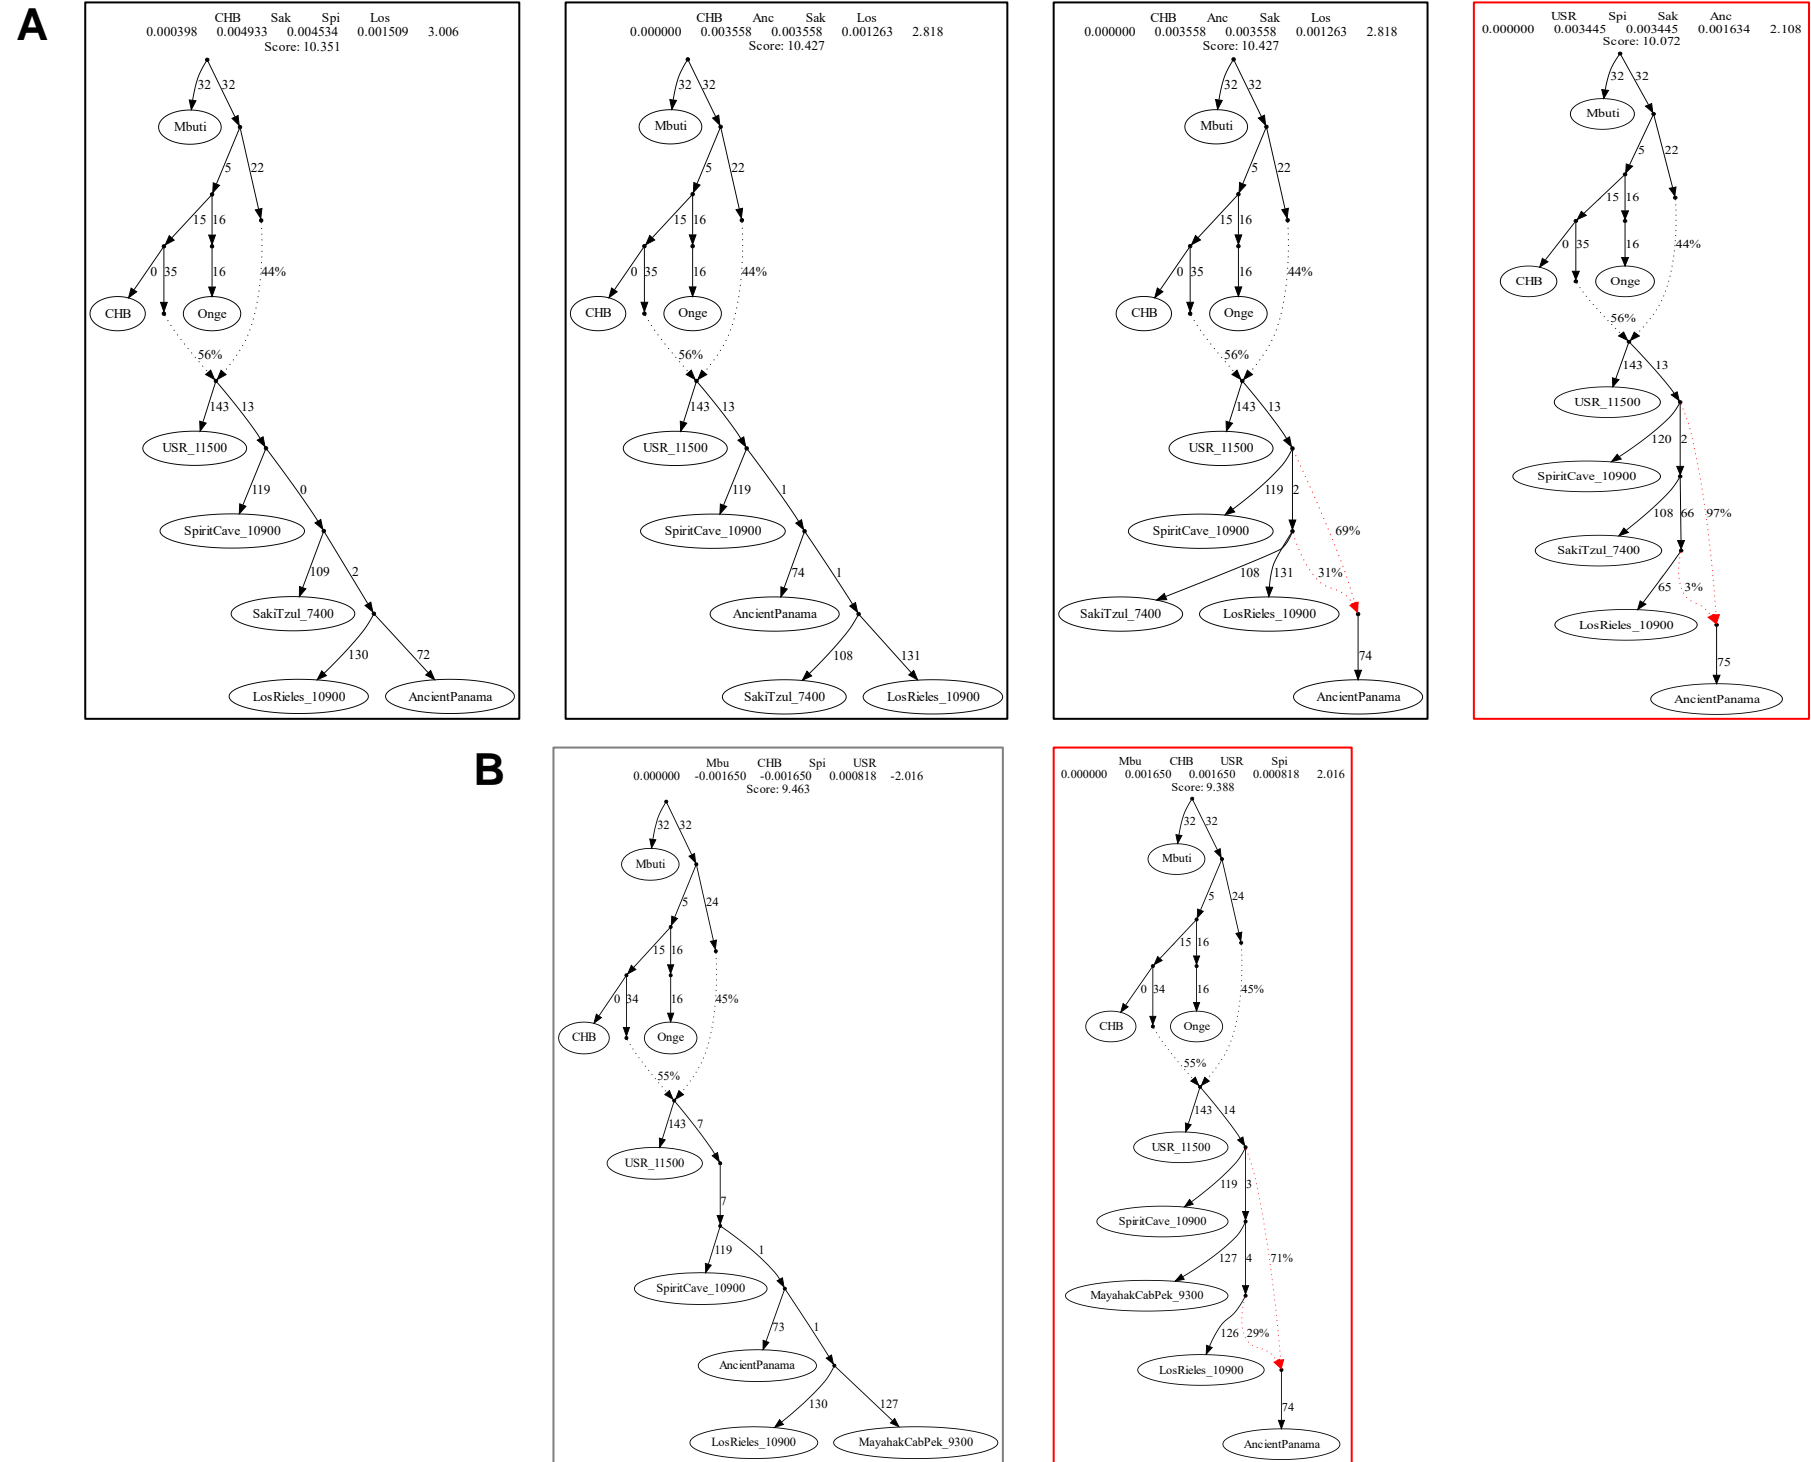 A
CHB Sak Spi Los
0.000398 0.004933 0.004534 0.001509 3.006
Score: 10.351
32 32
Mbuti
5 22
15 16
0 35 16 44%
CHB Onge
56%
143 13
USR_11500
119 0
SpiritCave_10900
109 2
SakiTzul_7400
130 72
LosRieles_10900 AncientPanama
CHB Anc Sak Los
0.000000 0.003558 0.003558 0.001263 2.818
Score: 10.427
32 32
Mbuti
5 22
15 16
0 35 16 44%
CHB Onge
56%
143 13
USR_11500
119 1
SpiritCave_10900
74 1
AncientPanama
108 131
SakiTzul_7400 LosRieles_10900
CHB Anc Sak Los
0.000000 0.003558 0.003558 0.001263 2.818
Score: 10.427
32 32
Mbuti
5 22
15 16
0 35 16 44%
CHB Onge
56%
143 13
USR_11500
119 2
SpiritCave_10900 69%
108 131 31%
SakiTzul_7400 LosRieles_10900
74
AncientPanama
USR Spi Sak Anc
0.000000 0.003445 0.003445 0.001634 2.108
Score: 10.072
32 32
Mbuti
5 22
15 16
0 35 16 44%
CHB Onge
56%
143 13
USR_11500
120 2
SpiritCave_10900
108 66 97%
SakiTzul_7400
65 3%
LosRieles_10900
75
AncientPanama
B
Mbu CHB Spi USR
0.000000 -0.001650 -0.001650 0.000818 -2.016
Score: 9.463
32 32
Mbuti
5 24
15 16
0 34 16 45%
CHB Onge
55%
143 7
USR_11500
7
119 1
SpiritCave_10900
73 1
AncientPanama
130 127
LosRieles_10900 MayahakCabPek_9300
Mbu CHB USR Spi
0.000000 0.001650 0.001650 0.000818 2.016
Score: 9.388
32 32
Mbuti
5 24
15 16
0 34 16 45%
CHB Onge
55%
143 14
USR_11500
119 3
SpiritCave_10900
127 4 71%
MayahakCabPek_9300
126 29%
LosRieles_10900
74
AncientPanama